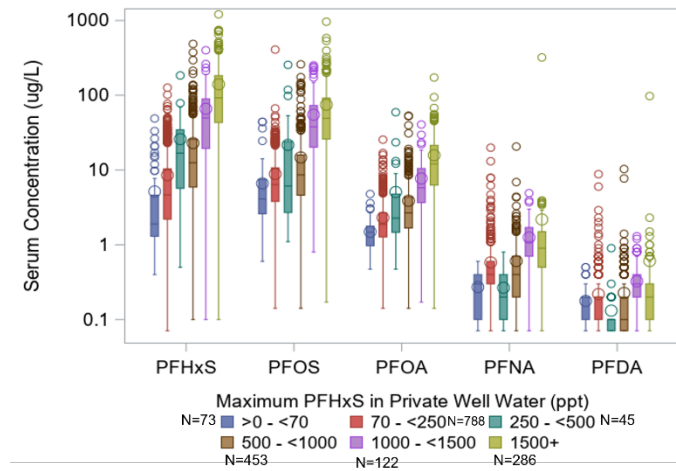 1000
100
10
1
0.1
Serum Concentration (ug/L)
PFHxS PFOS PFOA PFNA PFDA
Maximum PFHxS in Private Well Water (ppt)
N=73 >0 - <70 70 - <250 N=788 250 - <500 N=45
500 - <1000 1000 - <1500 1500+
N=453 N=122 N=286